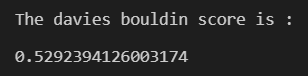 The davies bouldin score is :
0.5292394126003174